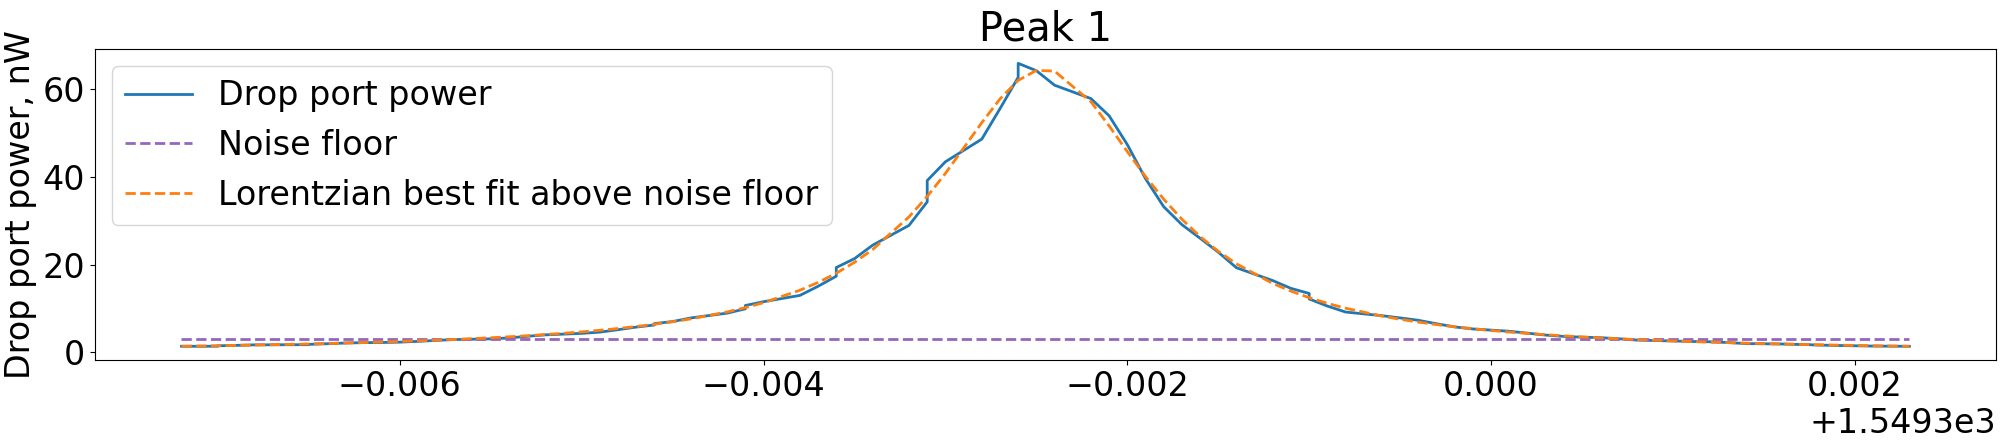 Peak 1
Drop port power, nW
60
40
20
0
Drop port power
Noise floor
Lorentzian best fit above noise floor
−0.006
−0.004
−0.002
0.000
0.002
+1.5493e3